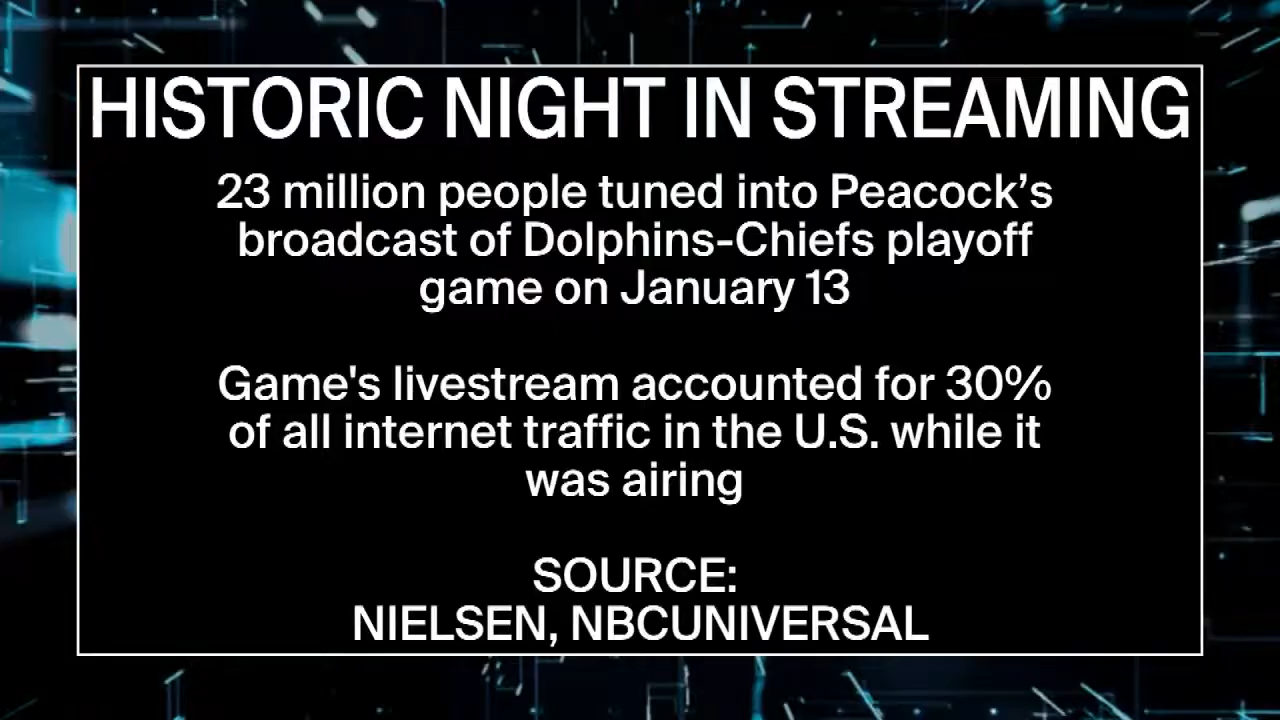 HISTORIC NIGHT IN STREAMING
23 million people tuned into Peacock’s
broadcast of Dolphins-Chiefs playoff
game on January 13
Game's livestream accounted for 30%
of all internet traffic in the U.S. while it
was airing
SOURCE:
NIELSEN, NBCUNIVERSAL